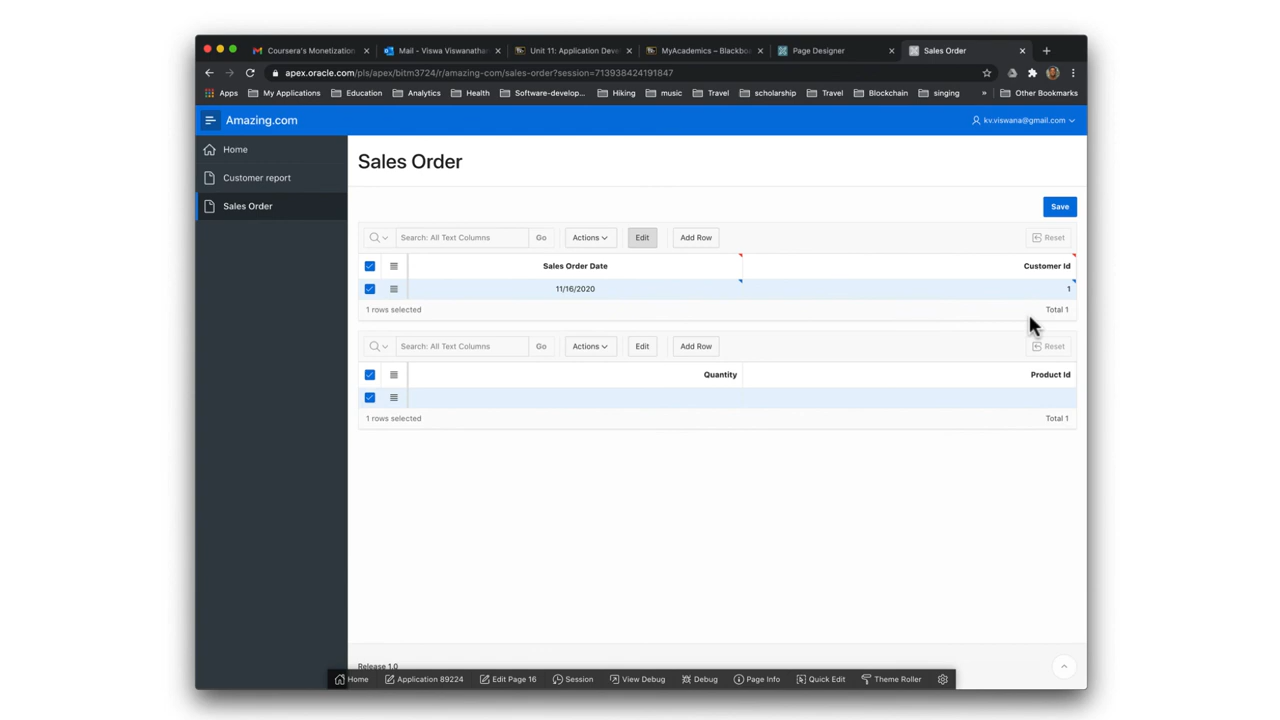 Coursera's Monetization
Mail - Viswa Viswanathan
Unit 11: Application Deve
MyAcademics – Blackboa
Page Designer
Sales Order
apex.oracle.com/pls/apex/bitm3724/r/amazing-com/sales-order?session=713938424191847
Apps
My Applications
Education
Analytics
Health
Software-develop...
Hiking
music
Travel
scholarship
Travel
Blockchain
singing
»
Other Bookmarks
Amazing.com
kv.viswana@gmail.com
Home
Customer report
Sales Order
Sales Order
Save
Search: All Text Columns
Go
Actions
Edit
Add Row
Reset
Sales Order Date
Customer Id
11/16/2020
1
1 rows selected
Total 1
Search: All Text Columns
Go
Actions
Edit
Add Row
Reset
Quantity
Product Id
1 rows selected
Total 1
Release 1.0
Home
Application 89224
Edit Page 16
Session
View Debug
Debug
Page Info
Quick Edit
Theme Roller